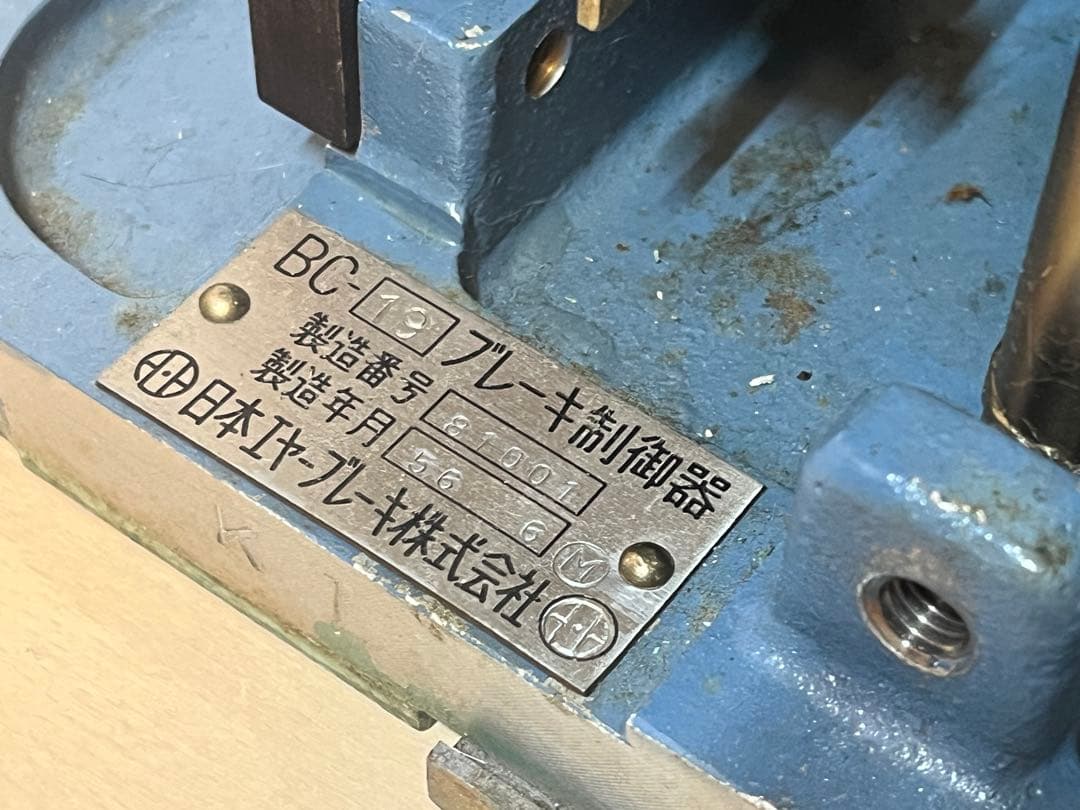 BC-19 ブレーキ制御器
製造番号 81001
製造年月 56 6 M
日本エヤーブレーキ株式会社